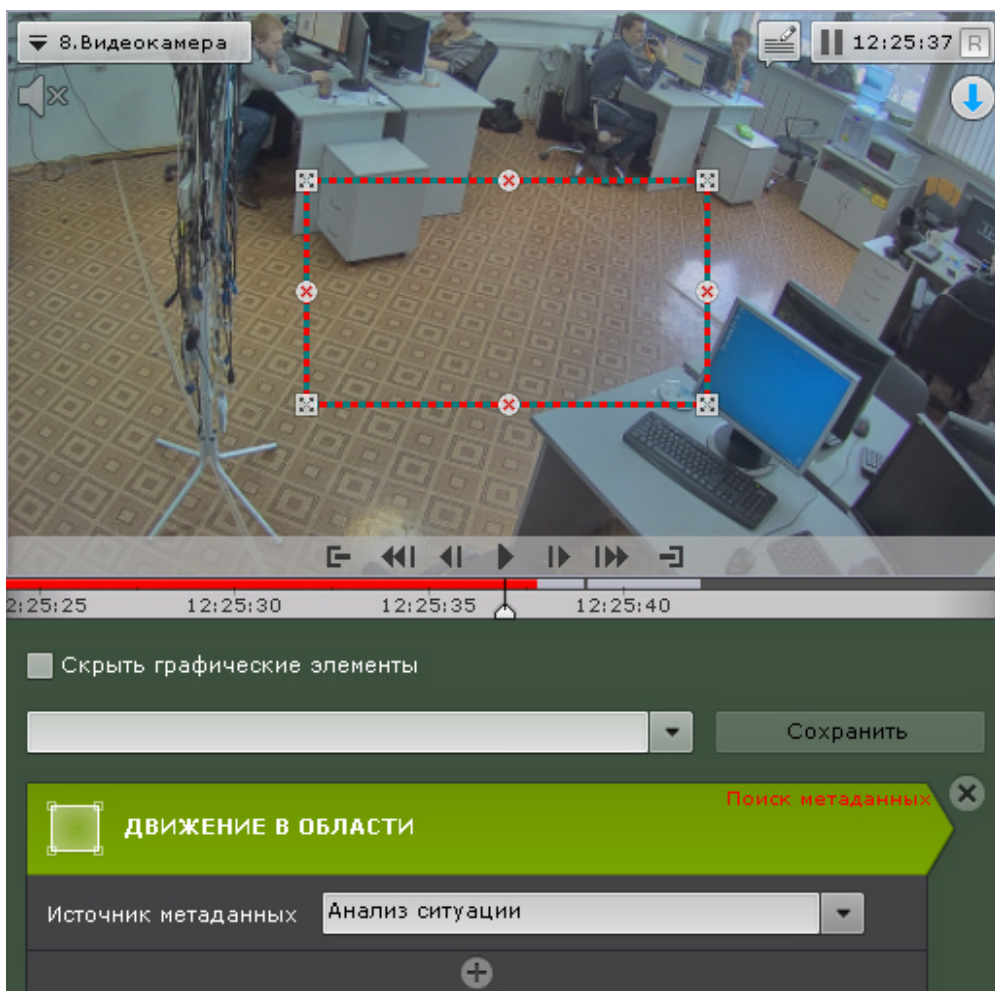 8.Видеокамера
12:25:37 R
2:25:25 12:25:30 12:25:35 12:25:40
Скрыть графические элементы
Сохранить
Поиск метаданных
ДВИЖЕНИЕ В ОБЛАСТИ
Источник метаданных Анализ ситуации